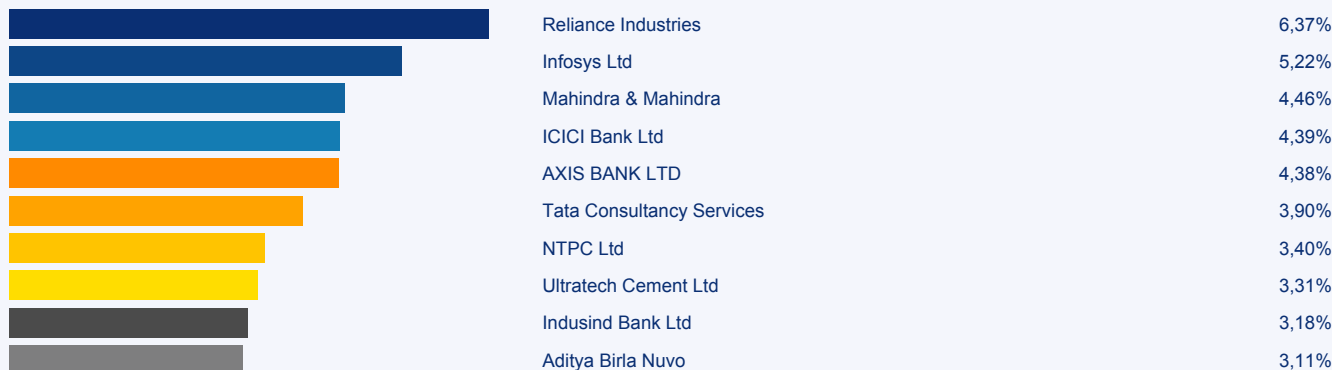 Reliance Industries 6,37%
Infosys Ltd 5,22%
Mahindra & Mahindra 4,46%
ICICI Bank Ltd 4,39%
AXIS BANK LTD 4,38%
Tata Consultancy Services 3,90%
NTPC Ltd 3,40%
Ultratech Cement Ltd 3,31%
Indusind Bank Ltd 3,18%
Aditya Birla Nuvo 3,11%